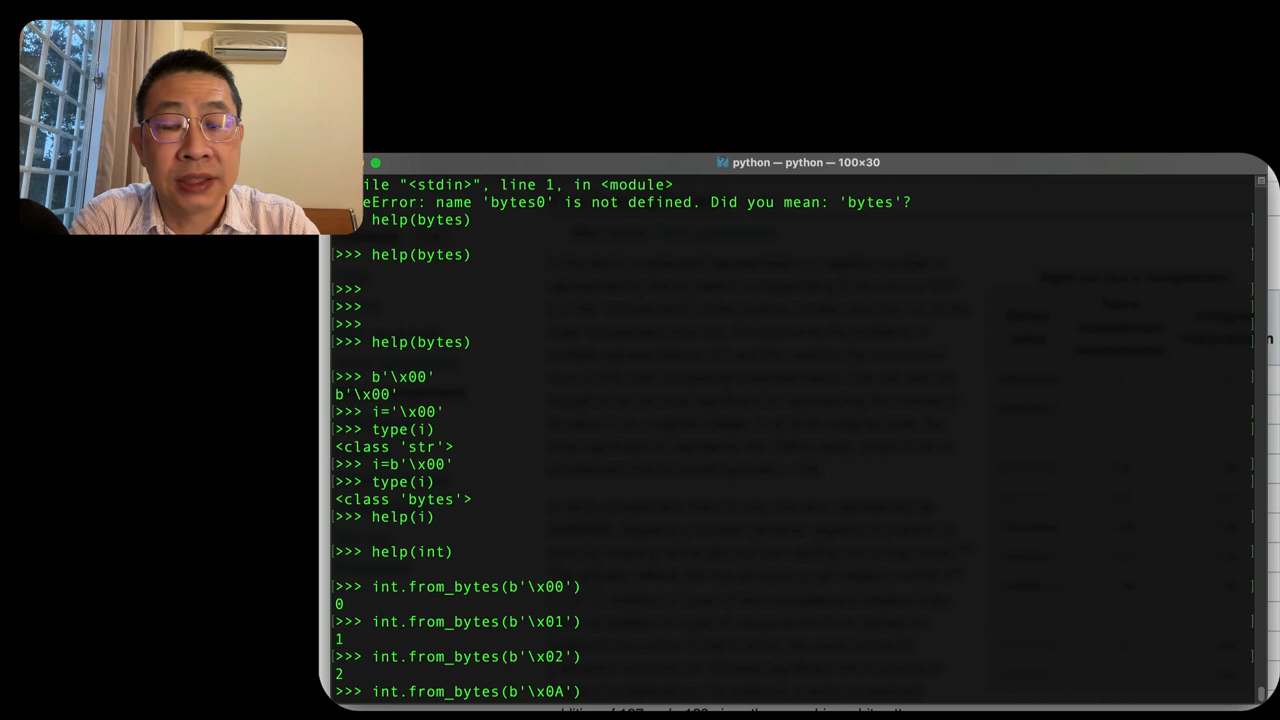 python — python — 100×30
ile "<stdin>", line 1, in <module>
eError: name 'bytes0' is not defined. Did you mean: 'bytes'?
help(bytes)
>>> help(bytes)
>>>
>>>
>>>
>>> help(bytes)
>>> b'\x00'
b'\x00'
>>> i='\x00'
>>> type(i)
<class 'str'>
>>> i=b'\x00'
>>> type(i)
<class 'bytes'>
>>> help(i)
>>> help(int)
>>> int.from_bytes(b'\x00')
0
>>> int.from_bytes(b'\x01')
1
>>> int.from_bytes(b'\x02')
2
>>> int.from_bytes(b'\x0A')